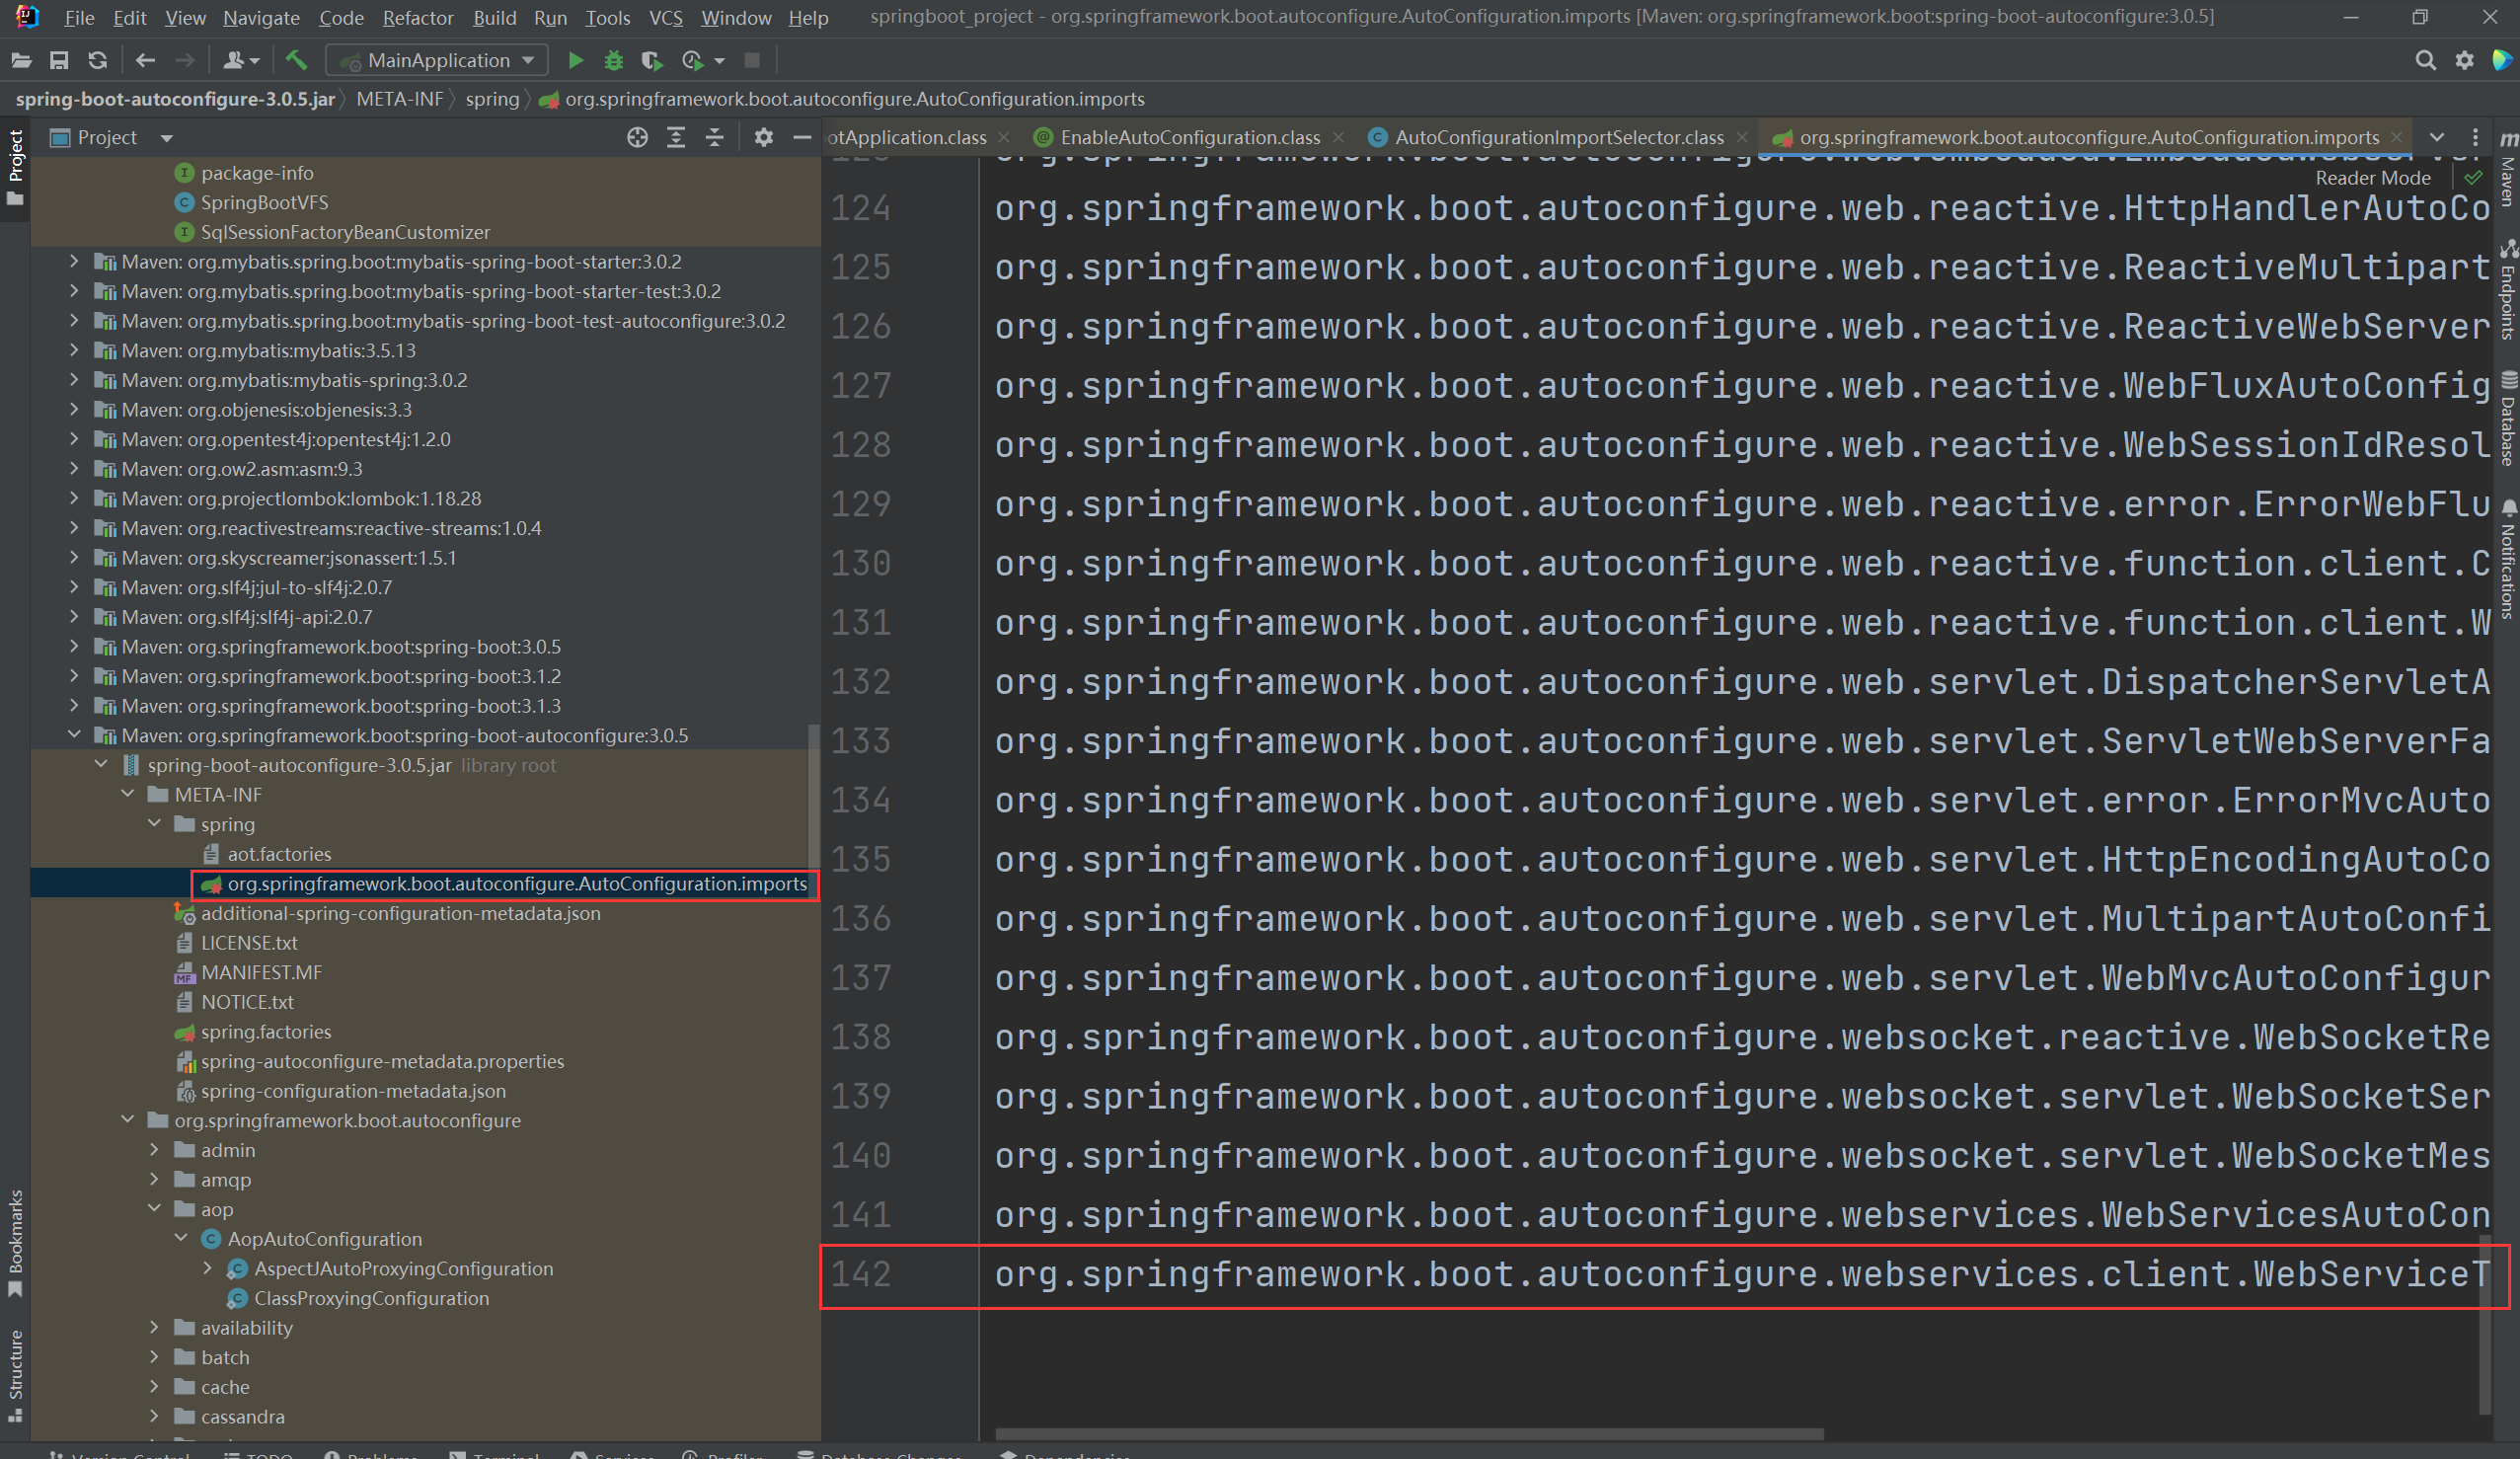 File Edit View Navigate Code Refactor Build Run Tools VCS Window Help springboot_project - org.springframework.boot.autoconfigure.AutoConfiguration.imports [Maven: org.springframework.boot:spring-boot-autoconfigure:3.0.5]
MainApplication
spring-boot-autoconfigure-3.0.5.jar META-INF spring org.springframework.boot.autoconfigure.AutoConfiguration.imports
Project
Bookmarks
Structure
Project
package-info
SpringBootVFS
SqlSessionFactoryBeanCustomizer
Maven: org.mybatis.spring.boot:mybatis-spring-boot-starter:3.0.2
Maven: org.mybatis.spring.boot:mybatis-spring-boot-starter-test:3.0.2
Maven: org.mybatis.spring.boot:mybatis-spring-boot-test-autoconfigure:3.0.2
Maven: org.mybatis:mybatis:3.5.13
Maven: org.mybatis:mybatis-spring:3.0.2
Maven: org.objenesis:objenesis:3.3
Maven: org.opentest4j:opentest4j:1.2.0
Maven: org.ow2.asm:asm:9.3
Maven: org.projectlombok:lombok:1.18.28
Maven: org.reactivestreams:reactive-streams:1.0.4
Maven: org.skyscreamer:jsonassert:1.5.1
Maven: org.slf4j:jul-to-slf4j:2.0.7
Maven: org.slf4j:slf4j-api:2.0.7
Maven: org.springframework.boot:spring-boot:3.0.5
Maven: org.springframework.boot:spring-boot:3.1.2
Maven: org.springframework.boot:spring-boot:3.1.3
Maven: org.springframework.boot:spring-boot-autoconfigure:3.0.5
spring-boot-autoconfigure-3.0.5.jar library root
META-INF
spring
aot.factories
org.springframework.boot.autoconfigure.AutoConfiguration.imports
additional-spring-configuration-metadata.json
LICENSE.txt
MANIFEST.MF
NOTICE.txt
spring.factories
spring-autoconfigure-metadata.properties
spring-configuration-metadata.json
org.springframework.boot.autoconfigure
admin
amqp
aop
AopAutoConfiguration
AspectJAutoProxyingConfiguration
ClassProxyingConfiguration
availability
batch
cache
cassandra
otApplication.class EnableAutoConfiguration.class AutoConfigurationImportSelector.class org.springframework.boot.autoconfigure.AutoConfiguration.imports
Reader Mode
124 org.springframework.boot.autoconfigure.web.reactive.HttpHandlerAutoCo
125 org.springframework.boot.autoconfigure.web.reactive.ReactiveMultipart
126 org.springframework.boot.autoconfigure.web.reactive.ReactiveWebServer
127 org.springframework.boot.autoconfigure.web.reactive.WebFluxAutoConfig
128 org.springframework.boot.autoconfigure.web.reactive.WebSessionIdResol
129 org.springframework.boot.autoconfigure.web.reactive.error.ErrorWebFlu
130 org.springframework.boot.autoconfigure.web.reactive.function.client.C
131 org.springframework.boot.autoconfigure.web.reactive.function.client.W
132 org.springframework.boot.autoconfigure.web.servlet.DispatcherServletA
133 org.springframework.boot.autoconfigure.web.servlet.ServletWebServerFa
134 org.springframework.boot.autoconfigure.web.servlet.error.ErrorMvcAuto
135 org.springframework.boot.autoconfigure.web.servlet.HttpEncodingAutoCo
136 org.springframework.boot.autoconfigure.web.servlet.MultipartAutoConfi
137 org.springframework.boot.autoconfigure.web.servlet.WebMvcAutoConfigur
138 org.springframework.boot.autoconfigure.websocket.reactive.WebSocketRe
139 org.springframework.boot.autoconfigure.websocket.servlet.WebSocketSer
140 org.springframework.boot.autoconfigure.websocket.servlet.WebSocketMes
141 org.springframework.boot.autoconfigure.webservices.WebServicesAutoCon
142 org.springframework.boot.autoconfigure.webservices.client.WebServiceT
Maven
Endpoints
Database
Notifications
Version Control TODO Problems Terminal Services Profiler Database Changes Dependencies